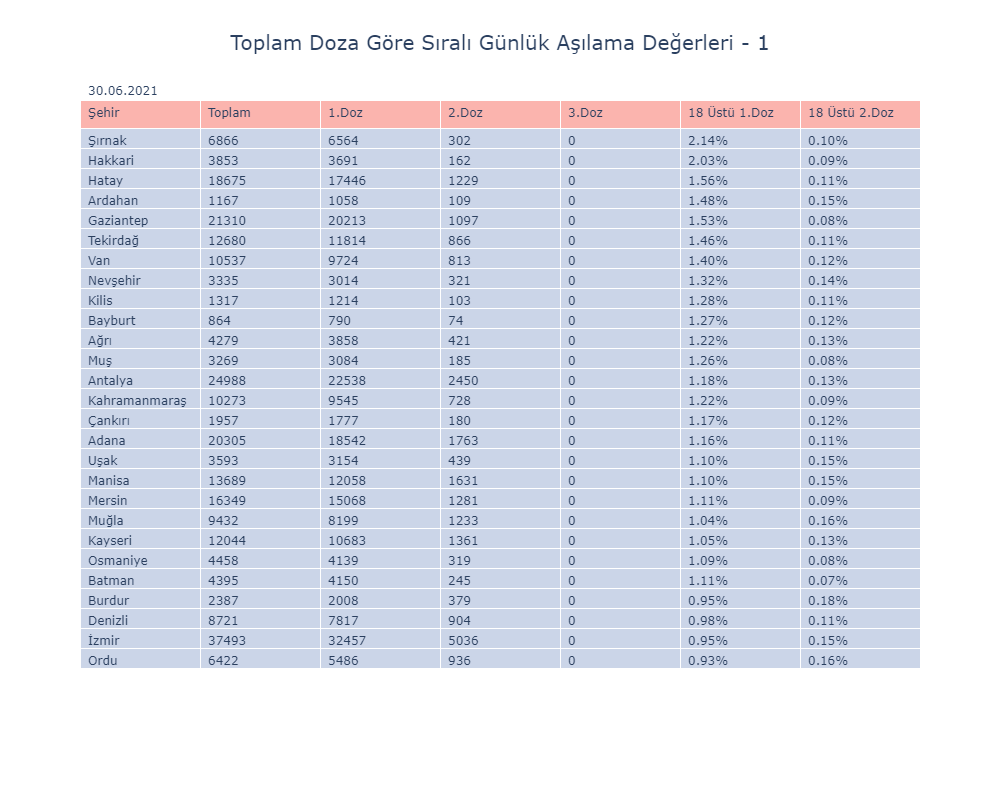 Toplam Doza Göre Sıralı Günlük Aşılama Değerleri - 1
30.06.2021
Şehir Toplam 1.Doz 2.Doz 3.Doz 18 Üstü 1.Doz 18 Üstü 2.Doz
Şırnak 6866 6564 302 0 2.14% 0.10%
Hakkari 3853 3691 162 0 2.03% 0.09%
Hatay 18675 17446 1229 0 1.56% 0.11%
Ardahan 1167 1058 109 0 1.48% 0.15%
Gaziantep 21310 20213 1097 0 1.53% 0.08%
Tekirdağ 12680 11814 866 0 1.46% 0.11%
Van 10537 9724 813 0 1.40% 0.12%
Nevşehir 3335 3014 321 0 1.32% 0.14%
Kilis 1317 1214 103 0 1.28% 0.11%
Bayburt 864 790 74 0 1.27% 0.12%
Ağrı 4279 3858 421 0 1.22% 0.13%
Muş 3269 3084 185 0 1.26% 0.08%
Antalya 24988 22538 2450 0 1.18% 0.13%
Kahramanmaraş 10273 9545 728 0 1.22% 0.09%
Çankırı 1957 1777 180 0 1.17% 0.12%
Adana 20305 18542 1763 0 1.16% 0.11%
Uşak 3593 3154 439 0 1.10% 0.15%
Manisa 13689 12058 1631 0 1.10% 0.15%
Mersin 16349 15068 1281 0 1.11% 0.09%
Muğla 9432 8199 1233 0 1.04% 0.16%
Kayseri 12044 10683 1361 0 1.05% 0.13%
Osmaniye 4458 4139 319 0 1.09% 0.08%
Batman 4395 4150 245 0 1.11% 0.07%
Burdur 2387 2008 379 0 0.95% 0.18%
Denizli 8721 7817 904 0 0.98% 0.11%
İzmir 37493 32457 5036 0 0.95% 0.15%
Ordu 6422 5486 936 0 0.93% 0.16%